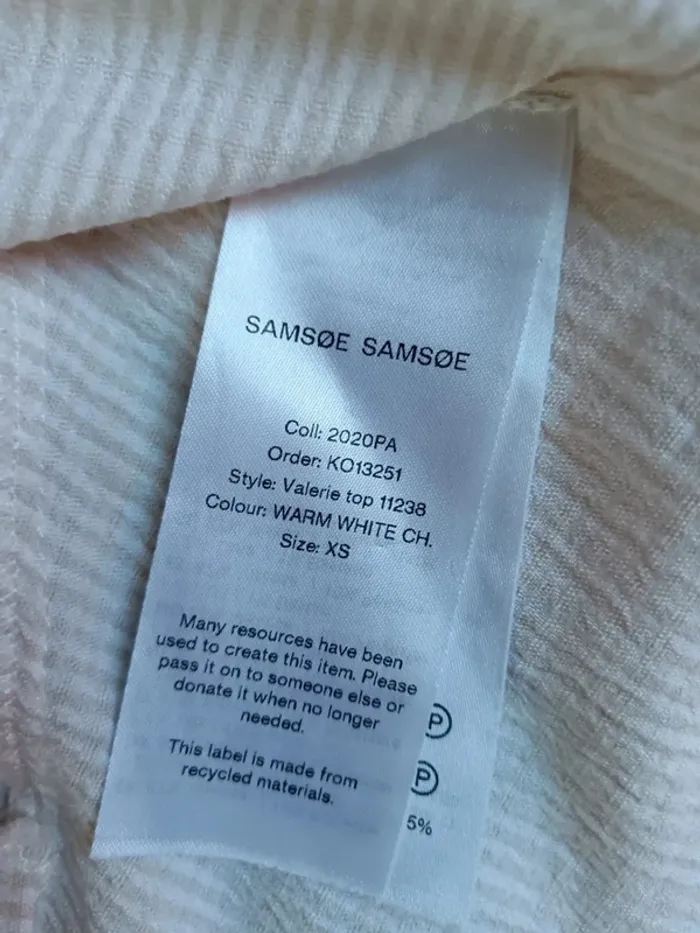 SAMSØE SAMSØE
Coll: 2020PA
Order: KO13251
Style: Valerie top 11238
Colour: WARM WHITE CH.
Size: XS
Many resources have been
used to create this item. Please
pass it on to someone else or
donate it when no longer
needed.
This label is made from
recycled materials.
P
P
5%